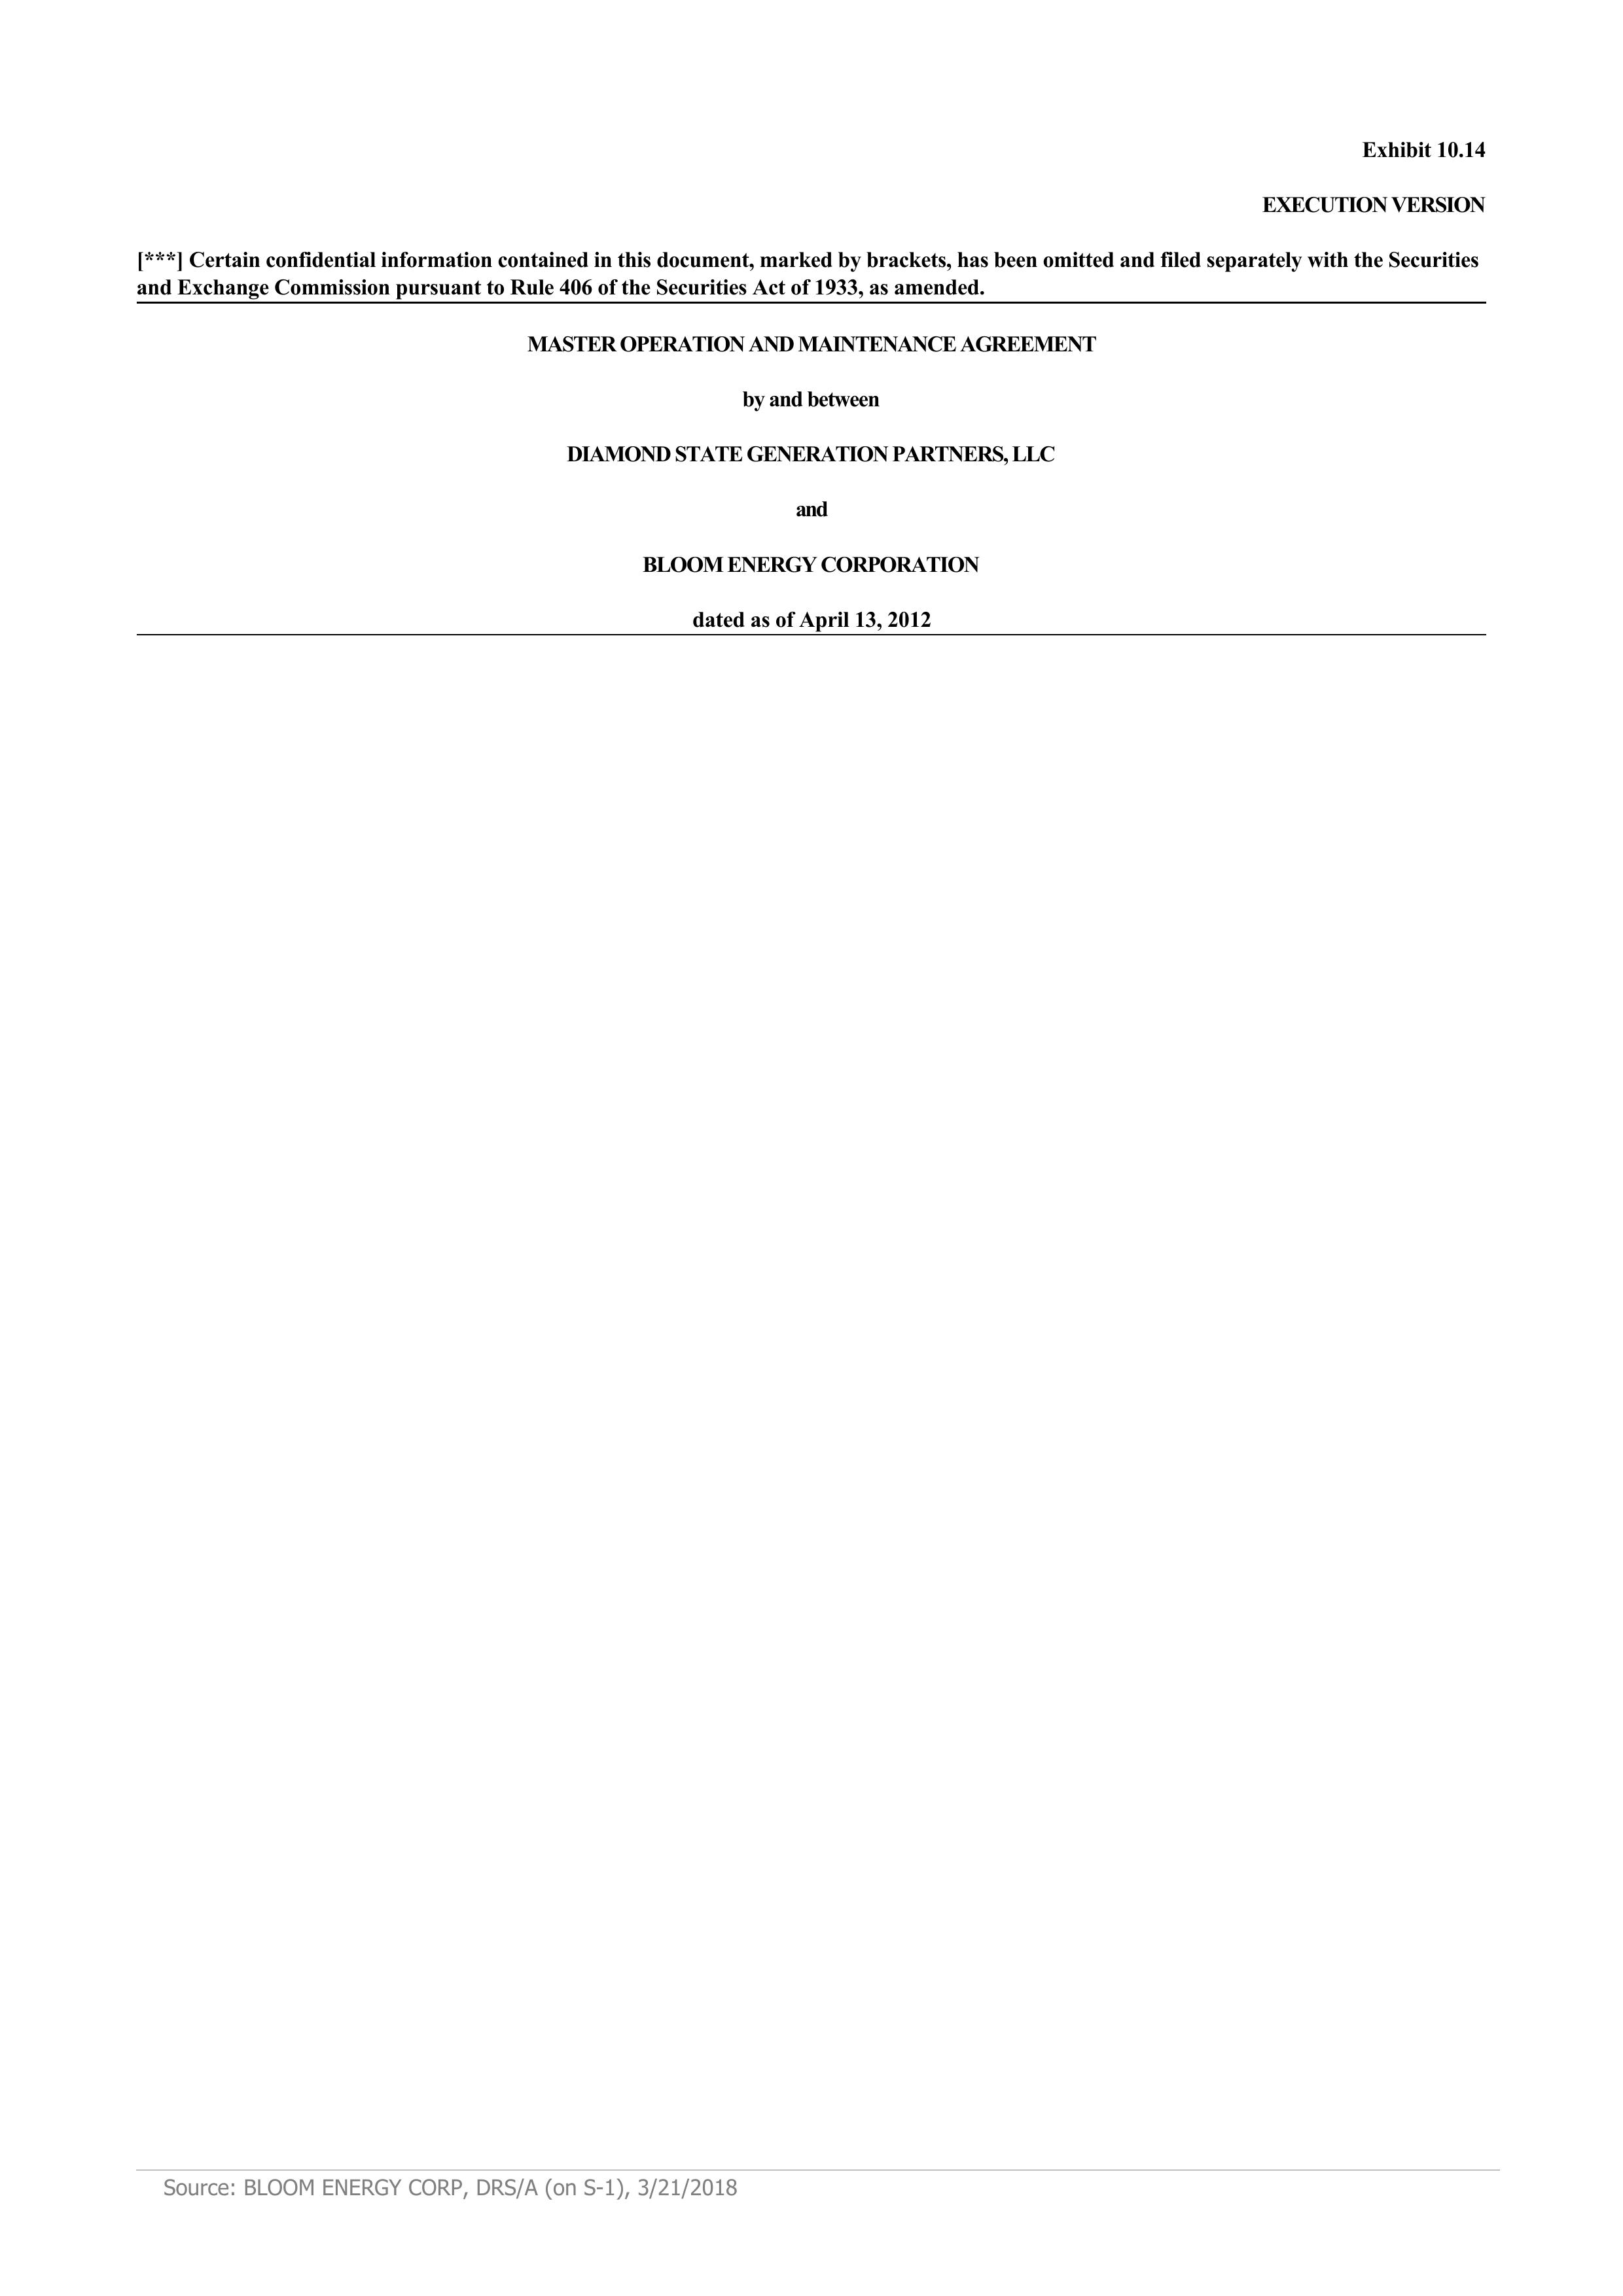 Exhibit 10.14
EXECUTION VERSION
[***] Certain confidential information contained in this document, marked by brackets, has been omitted and filed separately with the Securities
and Exchange Commission pursuant to Rule 406 of the Securities Act of 1933, as amended.
MASTER OPERATION AND MAINTENANCE AGREEMENT
by and between
DIAMOND STATE GENERATION PARTNERS, LLC
and
BLOOM ENERGY CORPORATION
dated as of April 13, 2012
Source: BLOOM ENERGY CORP, DRS/A (on S-1), 3/21/2018